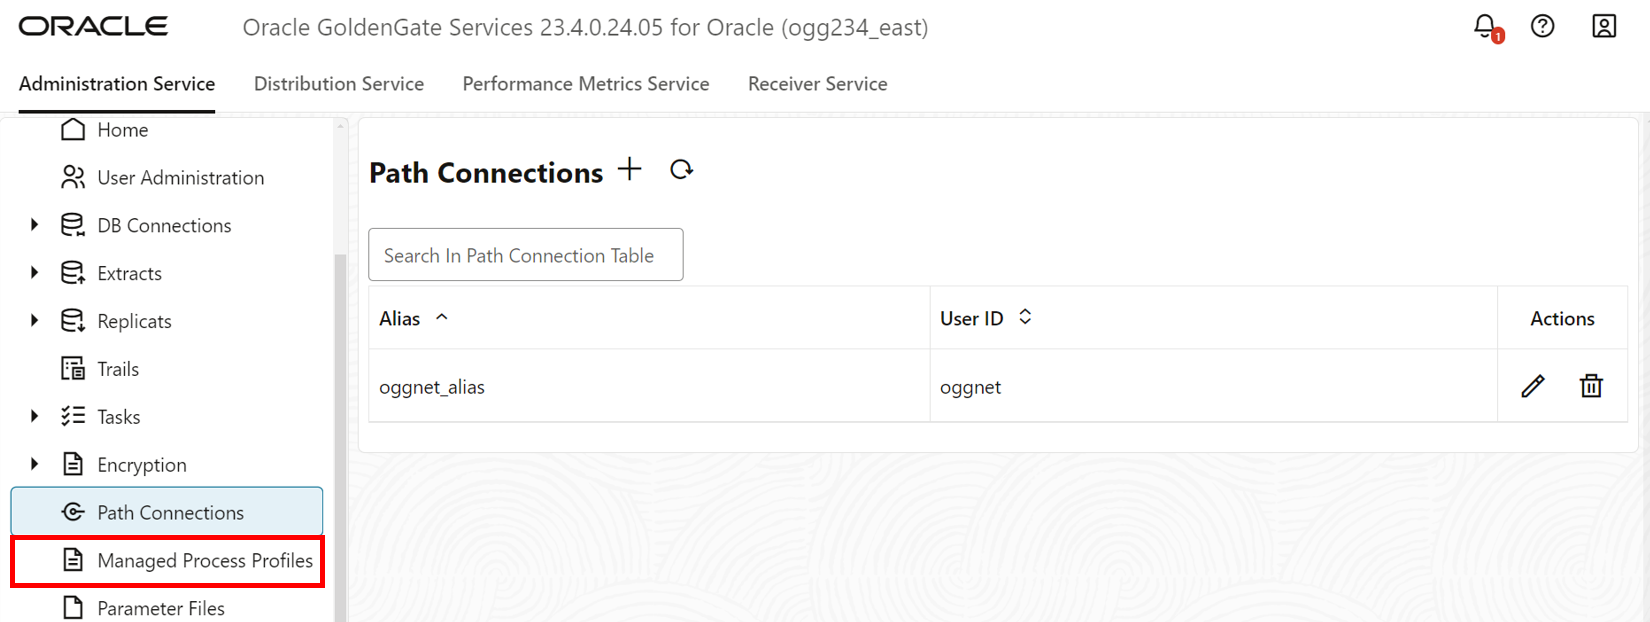 ORACLE
Oracle GoldenGate Services 23.4.0.24.05 for Oracle (ogg234_east)
1
Administration Service
Distribution Service
Performance Metrics Service
Receiver Service
Home
User Administration
DB Connections
Extracts
Replicats
Trails
Tasks
Encryption
Path Connections
Managed Process Profiles
Parameter Files
Path Connections
Search In Path Connection Table
Alias
User ID
Actions
oggnet_alias
oggnet